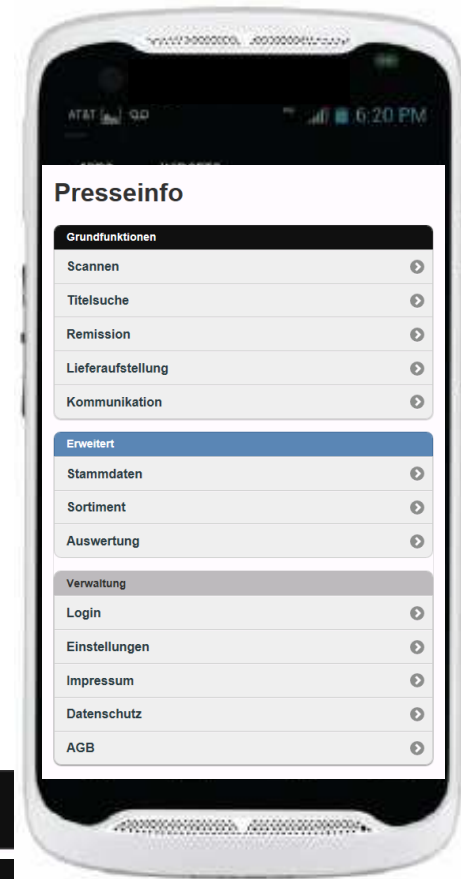 AT&T
6:20 PM
Presseinfo
Grundfunktionen
Scannen
Titelsuche
Remission
Lieferaufstellung
Kommunikation
Erweitert
Stammdaten
Sortiment
Auswertung
Verwaltung
Login
Einstellungen
Impressum
Datenschutz
AGB